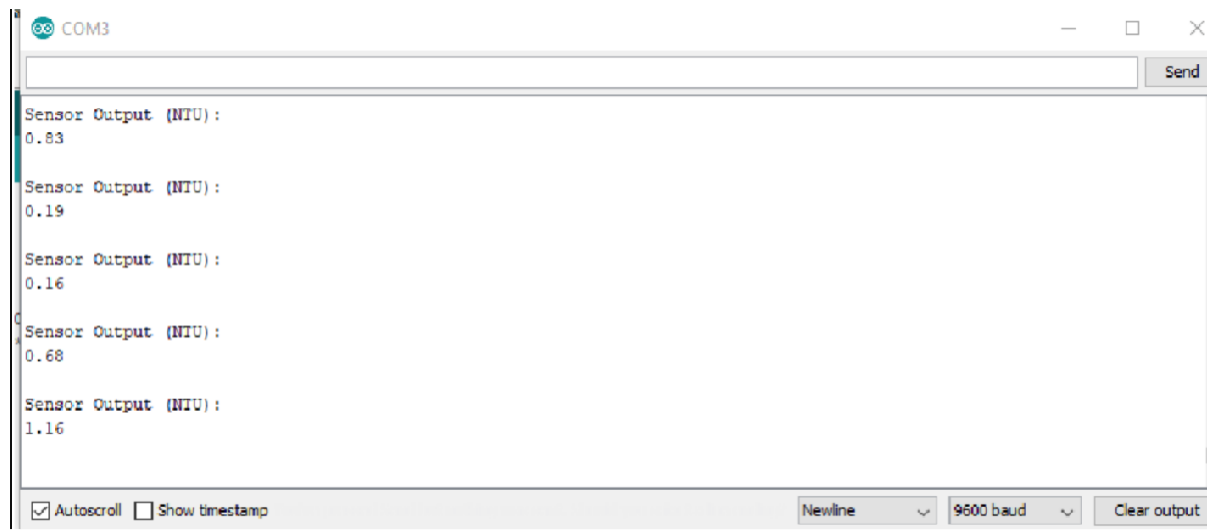 COM3
Send
Sensor Output (NTU):
0.83
Sensor Output (NTU):
0.19
Sensor Output (NTU):
0.16
Sensor Output (NTU):
0.68
Sensor Output (NTU):
1.16
Autoscroll Show timestamp Newline 9600 baud Clear output